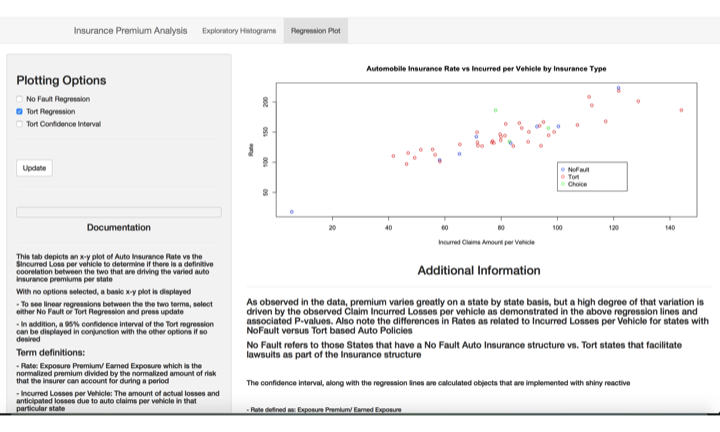 Insurance Premium Analysis
Exploratory Histograms
Regression Plot
Plotting Options
No Fault Regression
Tort Regression
Tort Confidence Interval
Update
Documentation
This tab depicts an x-y plot of Auto Insurance Rate vs the
$Incurred Loss per vehicle to determine if there is a definitive
coorelation between the two that are driving the varied auto
insurance premiums per state
With no options selected, a basic x-y plot is displayed
- To see linear regressions between the the two terms, select
either No Fault or Tort Regression and press update
- In addition, a 95% confidence interval of the Tort regression
can be displayed in conjunction with the other options if so
desired
Term definitions:
- Rate: Exposure Premium/ Earned Exposure which is the
normalized premium divided by the normalized amount of risk
that the insurer can account for during a period
- Incurred Losses per Vehicle: The amount of actual losses and
anticipated losses due to auto claims per vehicle in that
particular state
Automobile Insurance Rate vs Incurred per Vehicle by Insurance Type
Rate
200
150
100
50
NoFault
Tort
Choice
20
40
60
80
100
120
140
Incurred Claims Amount per Vehicle
Additional Information
As observed in the data, premium varies greatly on a state by state basis, but a high degree of that variation is
driven by the observed Claim Incurred Losses per vehicle as demonstrated in the above regression lines and
associated P-values. Also note the differences in Rates as related to Incurred Losses per Vehicle for states with
NoFault versus Tort based Auto Policies
No Fault refers to those States that have a No Fault Auto Insurance structure vs. Tort states that facilitate
lawsuits as part of the Insurance structure
The confidence interval, along with the regression lines are calculated objects that are implemented with shiny reactive
- Rate defined as: Exposure Premium/ Earned Exposure